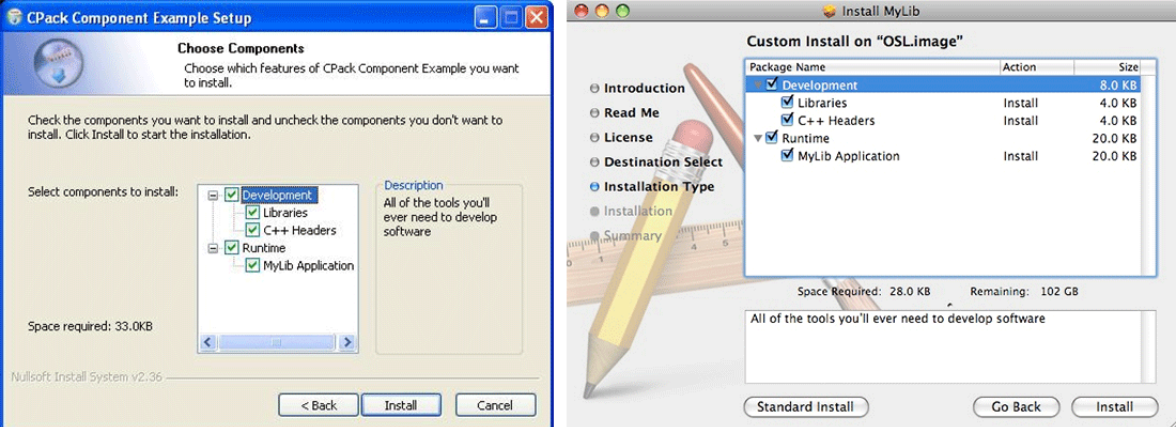 CPack Component Example Setup
Choose Components
Choose which features of CPack Component Example you want
to install.
Check the components you want to install and uncheck the components you don't want to
install. Click Install to start the installation.
Select components to install:
Development
Libraries
C++ Headers
Runtime
MyLib Application
Description
All of the tools you'll
ever need to develop
software
Space required: 33.0KB
Nullsoft Install System v2.36
< Back
Install
Cancel
Install MyLib
Custom Install on “OSL.image”
Introduction
Read Me
License
Destination Select
Installation Type
Installation
Summary
Package Name Action Size
Development 8.0 KB
Libraries Install 4.0 KB
C++ Headers Install 4.0 KB
Runtime 20.0 KB
MyLib Application Install 20.0 KB
Space Required: 28.0 KB Remaining: 102 GB
All of the tools you'll ever need to develop software
Standard Install
Go Back
Install